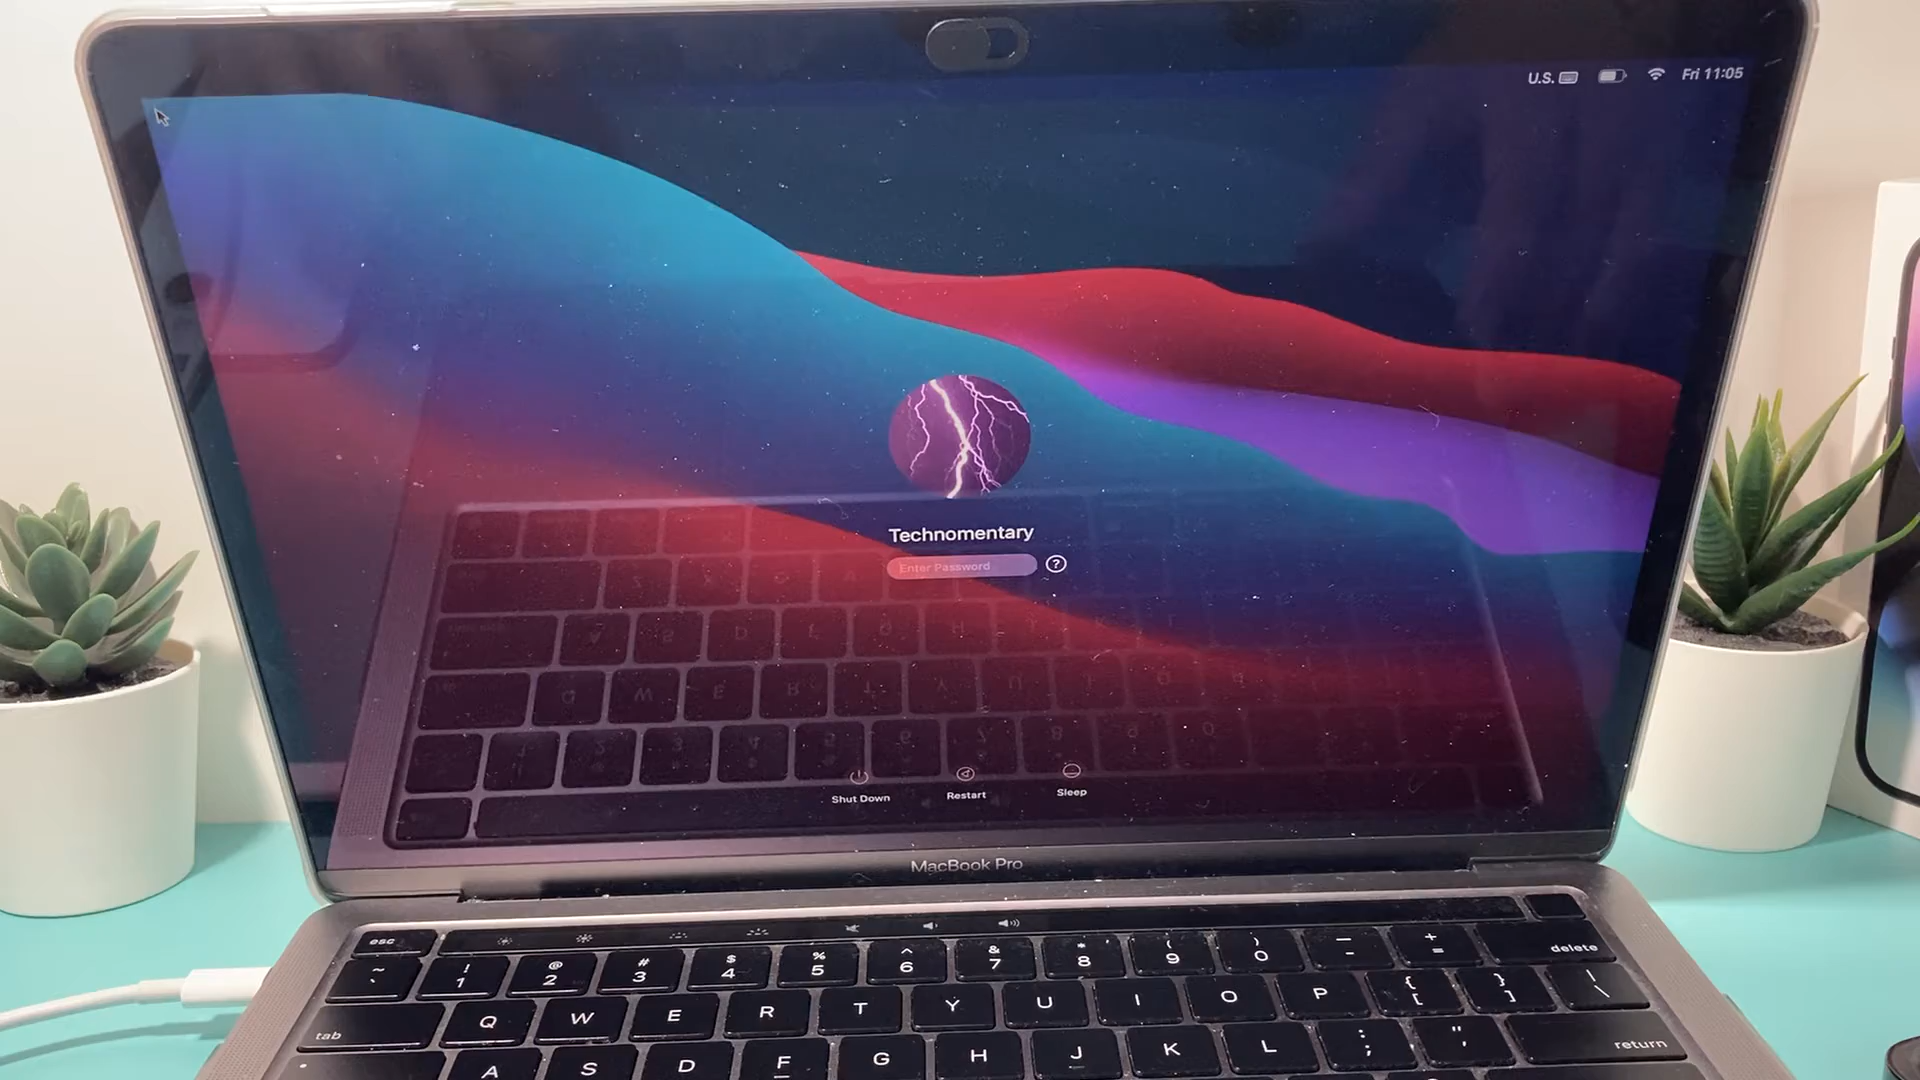 U.S.
Fri 11:05
Technomentary
Enter Password
?
Shut Down
Restart
Sleep
MacBook Pro
esc
~ ! @ # $ % ^ & * ( ) — + delete
` 1 2 3 4 5 6 7 8 9 0 - =
tab Q W E R T Y U I O P { [ } ] | \
A S D F G H J K L : ; " ' return